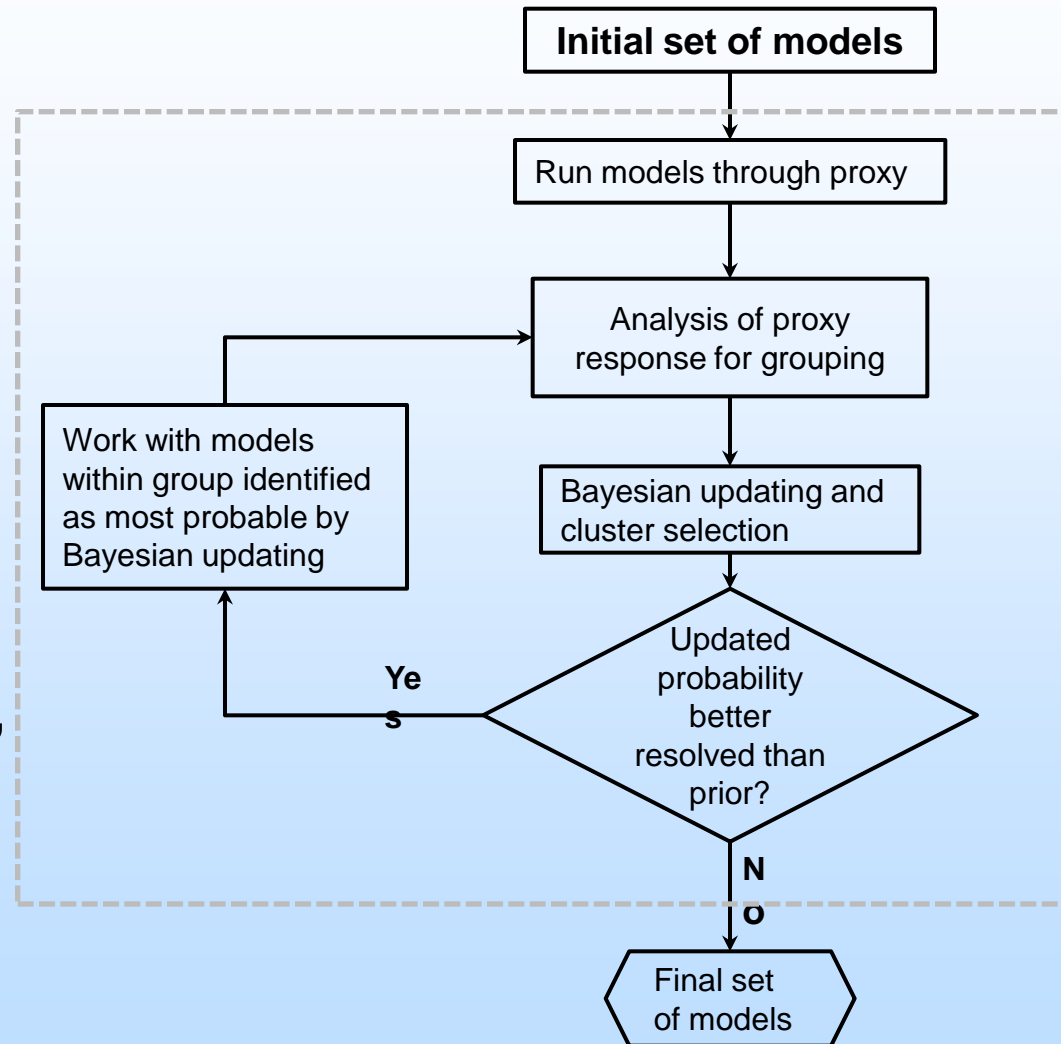 Initial set of models
Run models through proxy
Analysis of proxy
response for grouping
Work with models
within group identified
as most probable by
Bayesian updating
Bayesian updating and
cluster selection
Updated
probability
better
resolved than
prior?
Ye
s
N
o
Final set
of models